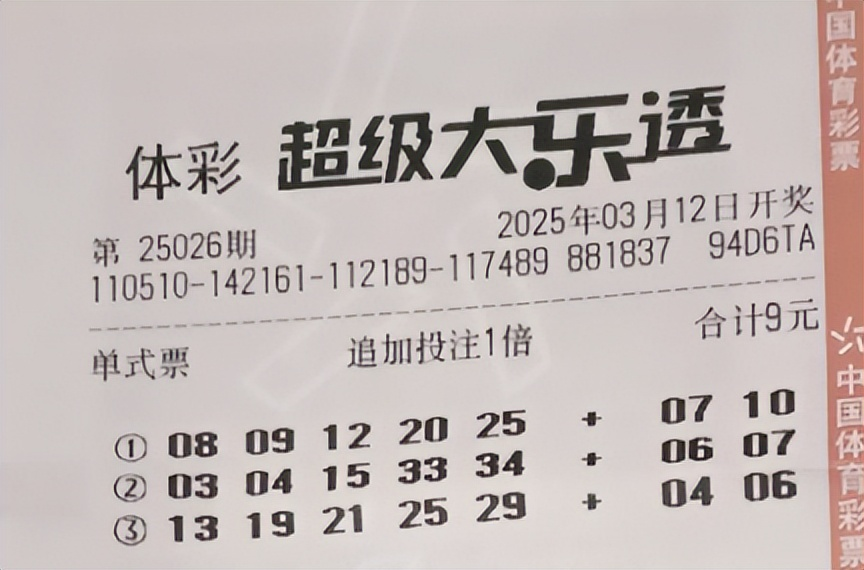 体彩 超级大乐透
第 25026期 2025年03月12日开奖
110510-142161-112189-117489 881837 94D6TA
单式票 追加投注1倍 合计9元
① 08 09 12 20 25 + 07 10
② 03 04 15 33 34 + 06 07
③ 13 19 21 25 29 + 04 06
中国体育彩票
中国体育彩票